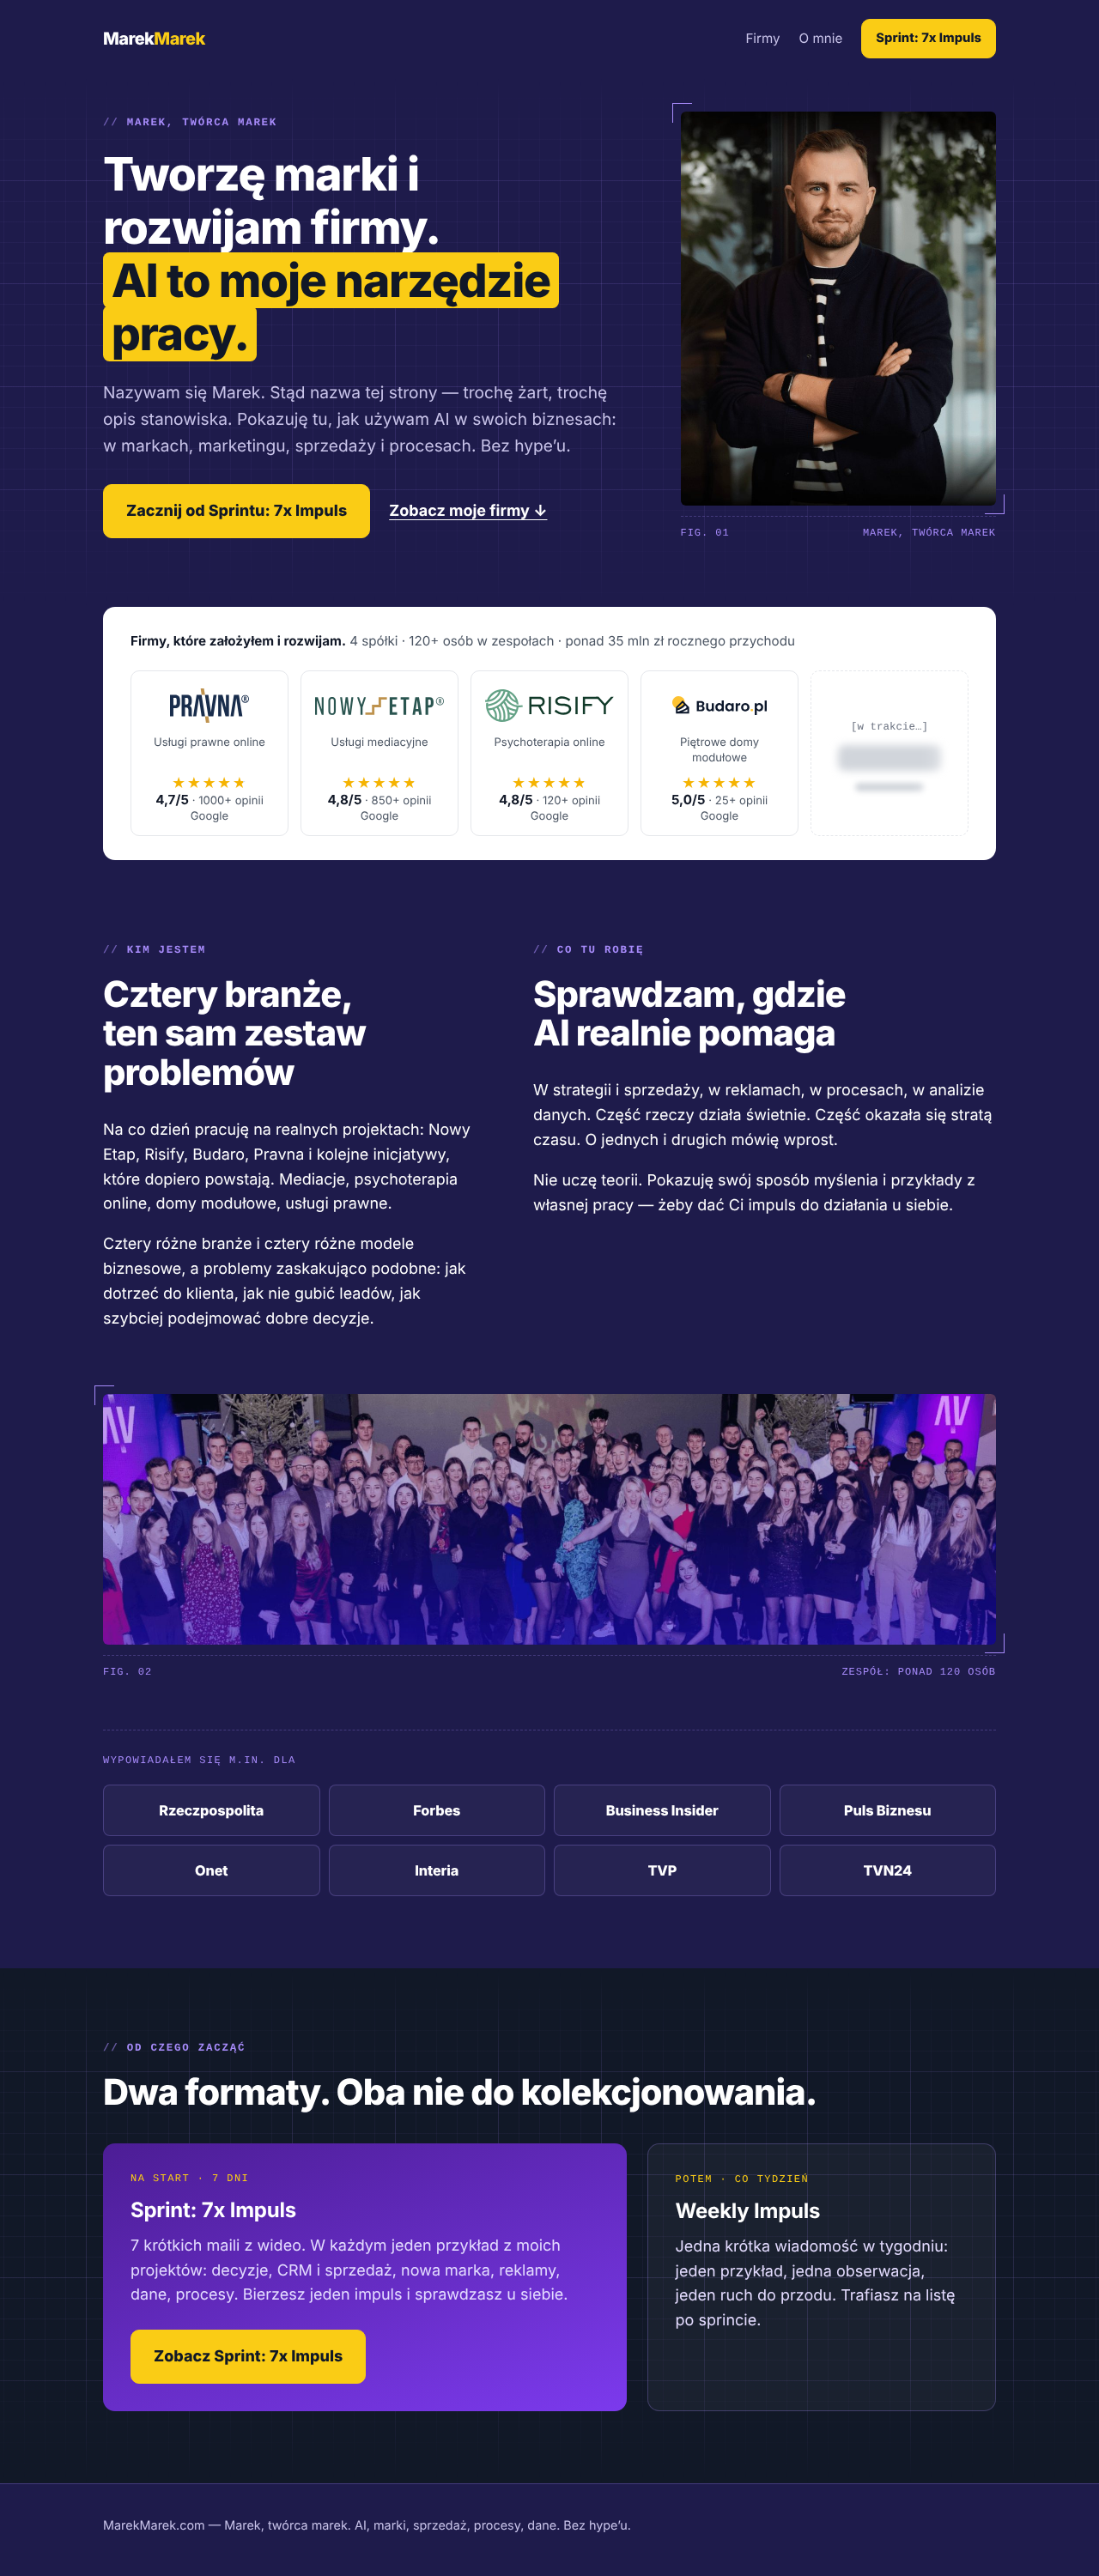 MarekMarek
Firmy
O mnie
Sprint: 7x Impuls
// MAREK, TWÓRCA MAREK
Tworzę marki i
rozwijam firmy.
AI to moje narzędzie
pracy.
Nazywam się Marek. Stąd nazwa tej strony — trochę żart, trochę
opis stanowiska. Pokazuję tu, jak używam AI w swoich biznesach:
w markach, marketingu, sprzedaży i procesach. Bez hype’u.
Zacznij od Sprintu: 7x Impuls
Zobacz moje firmy ↓
FIG. 01
MAREK, TWÓRCA MAREK
Firmy, które założyłem i rozwijam. 4 spółki · 120+ osób w zespołach · ponad 35 mln zł rocznego przychodu
PRAVNA®
Usługi prawne online
★★★★★
4,7/5 · 1000+ opinii
Google
NOWY ETAP®
Usługi mediacyjne
★★★★★
4,8/5 · 850+ opinii
Google
RISIFY
Psychoterapia online
★★★★★
4,8/5 · 120+ opinii
Google
Budaro.pl
Piętrowe domy
modułowe
★★★★★
5,0/5 · 25+ opinii
Google
[w trakcie…]
// KIM JESTEM
Cztery branże,
ten sam zestaw
problemów
Na co dzień pracuję na realnych projektach: Nowy
Etap, Risify, Budaro, Pravna i kolejne inicjatywy,
które dopiero powstają. Mediacje, psychoterapia
online, domy modułowe, usługi prawne.
Cztery różne branże i cztery różne modele
biznesowe, a problemy zaskakująco podobne: jak
dotrzeć do klienta, jak nie gubić leadów, jak
szybciej podejmować dobre decyzje.
// CO TU ROBIĘ
Sprawdzam, gdzie
AI realnie pomaga
W strategii i sprzedaży, w reklamach, w procesach, w analizie
danych. Część rzeczy działa świetnie. Część okazała się stratą
czasu. O jednych i drugich mówię wprost.
Nie uczę teorii. Pokazuję swój sposób myślenia i przykłady z
własnej pracy — żeby dać Ci impuls do działania u siebie.
FIG. 02
ZESPÓŁ: PONAD 120 OSÓB
WYPOWIADAŁEM SIĘ M.IN. DLA
Rzeczpospolita
Forbes
Business Insider
Puls Biznesu
Onet
Interia
TVP
TVN24
// OD CZEGO ZACZĄĆ
Dwa formaty. Oba nie do kolekcjonowania.
NA START · 7 DNI
Sprint: 7x Impuls
7 krótkich maili z wideo. W każdym jeden przykład z moich
projektów: decyzje, CRM i sprzedaż, nowa marka, reklamy,
dane, procesy. Bierzesz jeden impuls i sprawdzasz u siebie.
Zobacz Sprint: 7x Impuls
POTEM · CO TYDZIEŃ
Weekly Impuls
Jedna krótka wiadomość w tygodniu:
jeden przykład, jedna obserwacja,
jeden ruch do przodu. Trafiasz na listę
po sprincie.
MarekMarek.com — Marek, twórca marek. AI, marki, sprzedaż, procesy, dane. Bez hype’u.